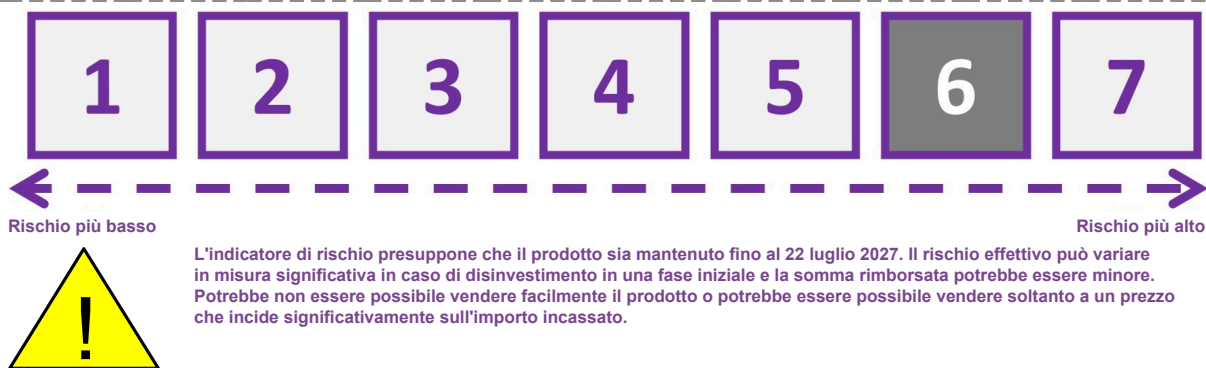 1 2 3 4 5 6 7
Rischio più basso Rischio più alto
L'indicatore di rischio presuppone che il prodotto sia mantenuto fino al 22 luglio 2027. Il rischio effettivo può variare
in misura significativa in caso di disinvestimento in una fase iniziale e la somma rimborsata potrebbe essere minore.
Potrebbe non essere possibile vendere facilmente il prodotto o potrebbe essere possibile vendere soltanto a un prezzo
che incide significativamente sull'importo incassato.
!